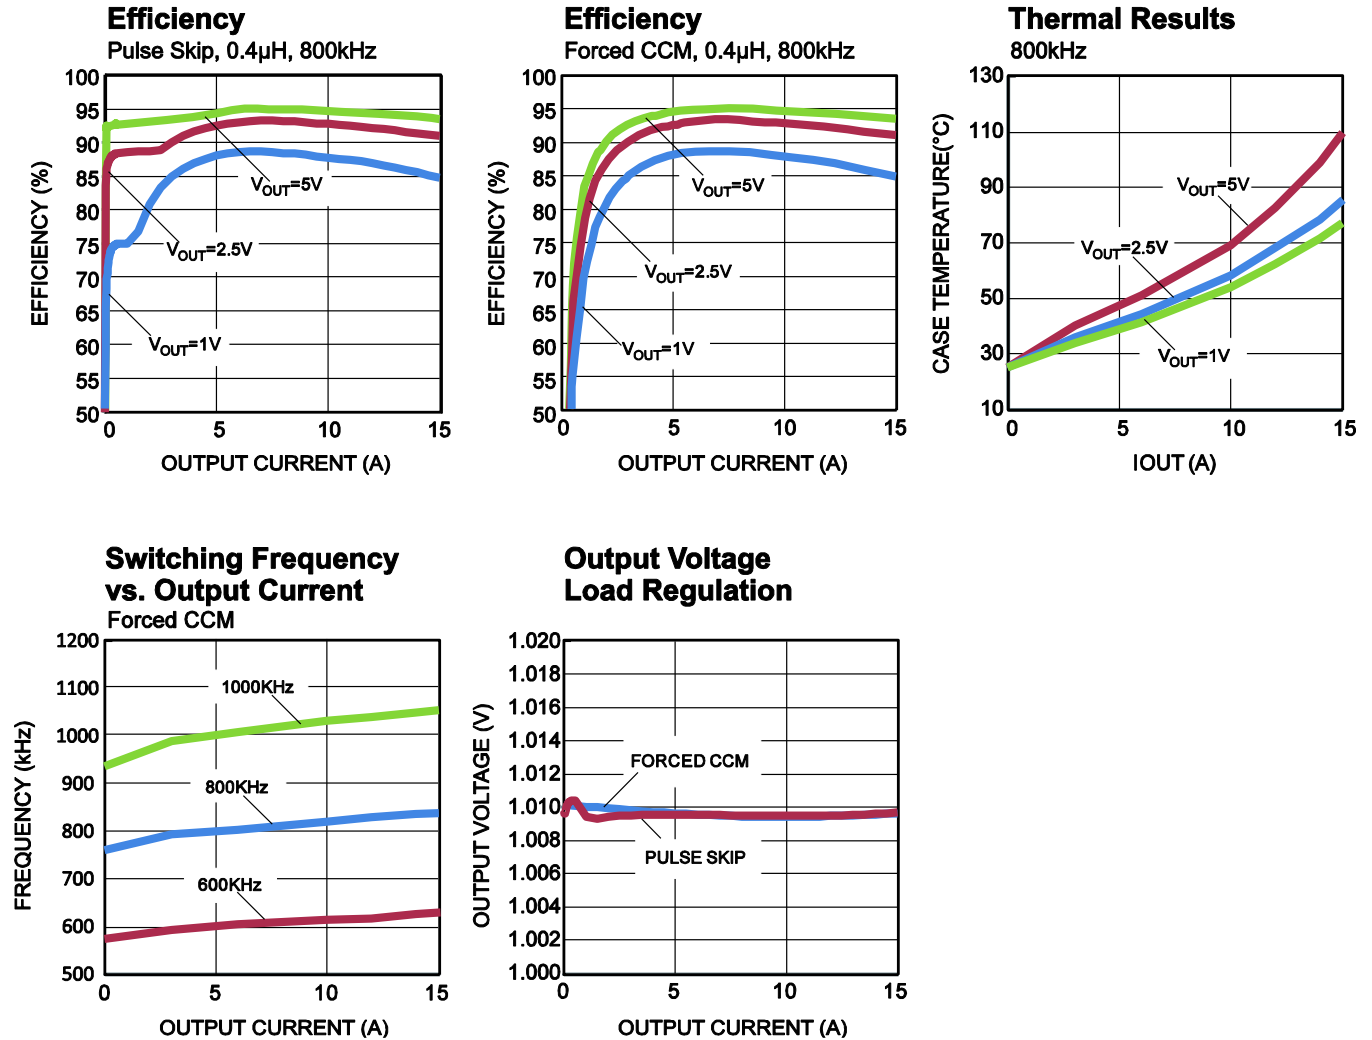 Efficiency
Pulse Skip, 0.4µH, 800kHz
100
95
90
85
80
75
70
65
60
55
50
EFFICIENCY (%)
VOUT=5V
VOUT=2.5V
VOUT=1V
0
5
10
15
OUTPUT CURRENT (A)
Efficiency
Forced CCM, 0.4µH, 800kHz
100
95
90
85
80
75
70
65
60
55
50
EFFICIENCY (%)
VOUT=5V
VOUT=2.5V
VOUT=1V
0
5
10
15
OUTPUT CURRENT (A)
Thermal Results
800kHz
130
110
90
70
50
30
10
CASE TEMPERATURE(°C)
VOUT=5V
VOUT=2.5V
VOUT=1V
0
5
10
15
IOUT (A)
Switching Frequency
vs. Output Current
Forced CCM
1200
1100
1000
900
800
700
600
500
FREQUENCY (kHz)
1000KHz
800KHz
600KHz
0
5
10
15
OUTPUT CURRENT (A)
Output Voltage
Load Regulation
1.020
1.018
1.016
1.014
1.012
1.010
1.008
1.006
1.004
1.002
1.000
OUTPUT VOLTAGE (V)
FORCED CCM
PULSE SKIP
0
5
10
15
OUTPUT CURRENT (A)